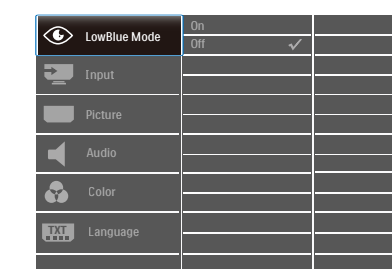 LowBlue Mode
On
Off
Input
Picture
Audio
Color
TXT
Language